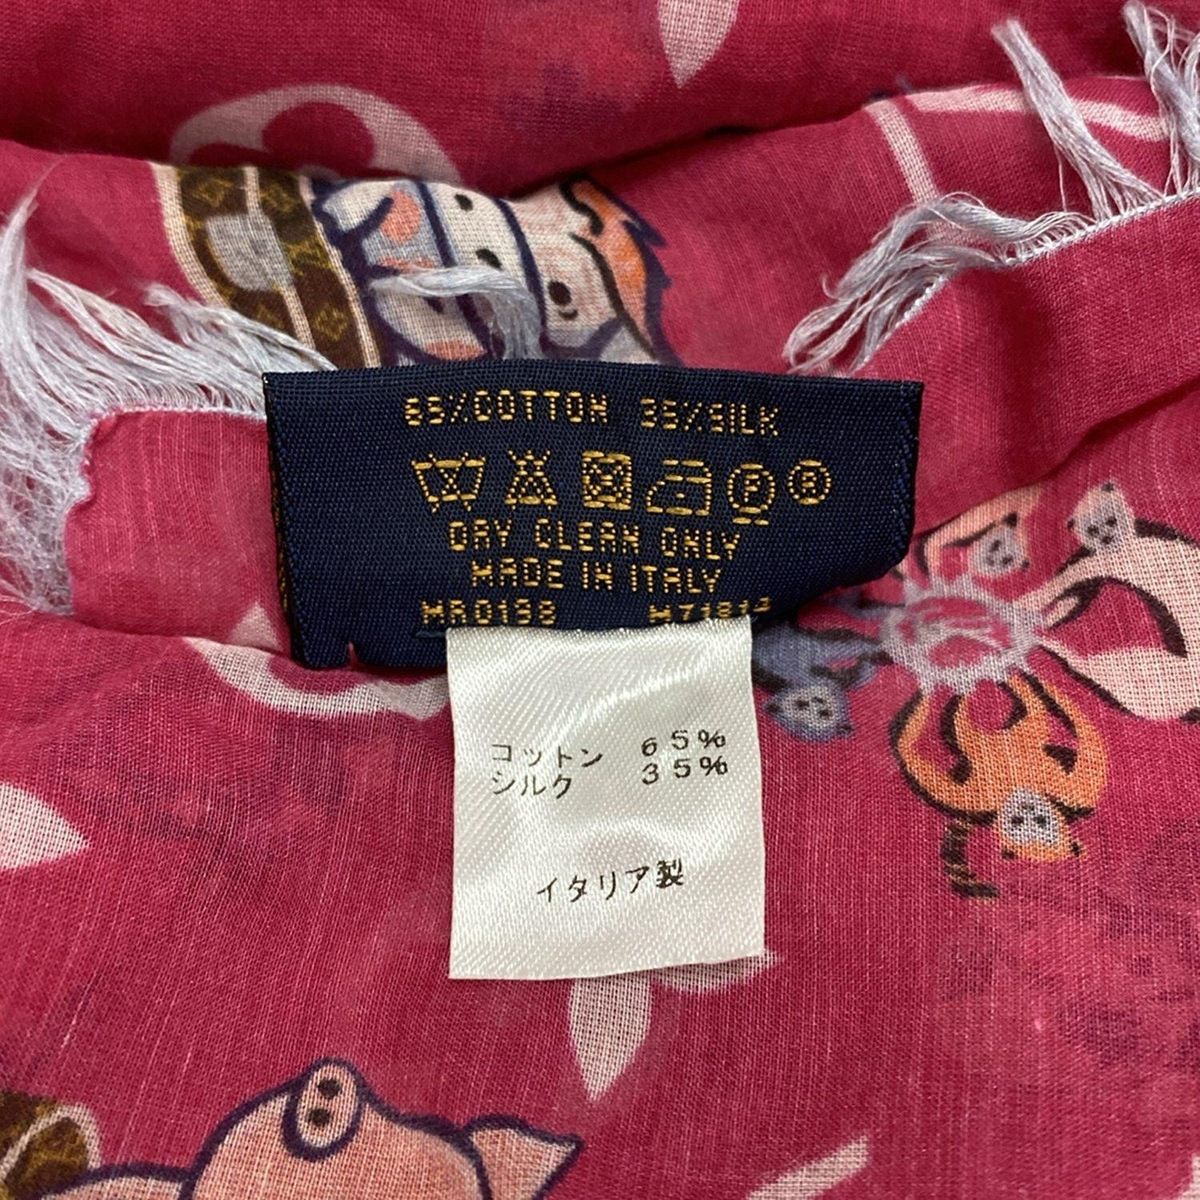 65%COTTON 35%SILK
P R
DRY CLEAN ONLY
MADE IN ITALY
MR0198 M71814
コットン 65%
シルク 35%
イタリア製